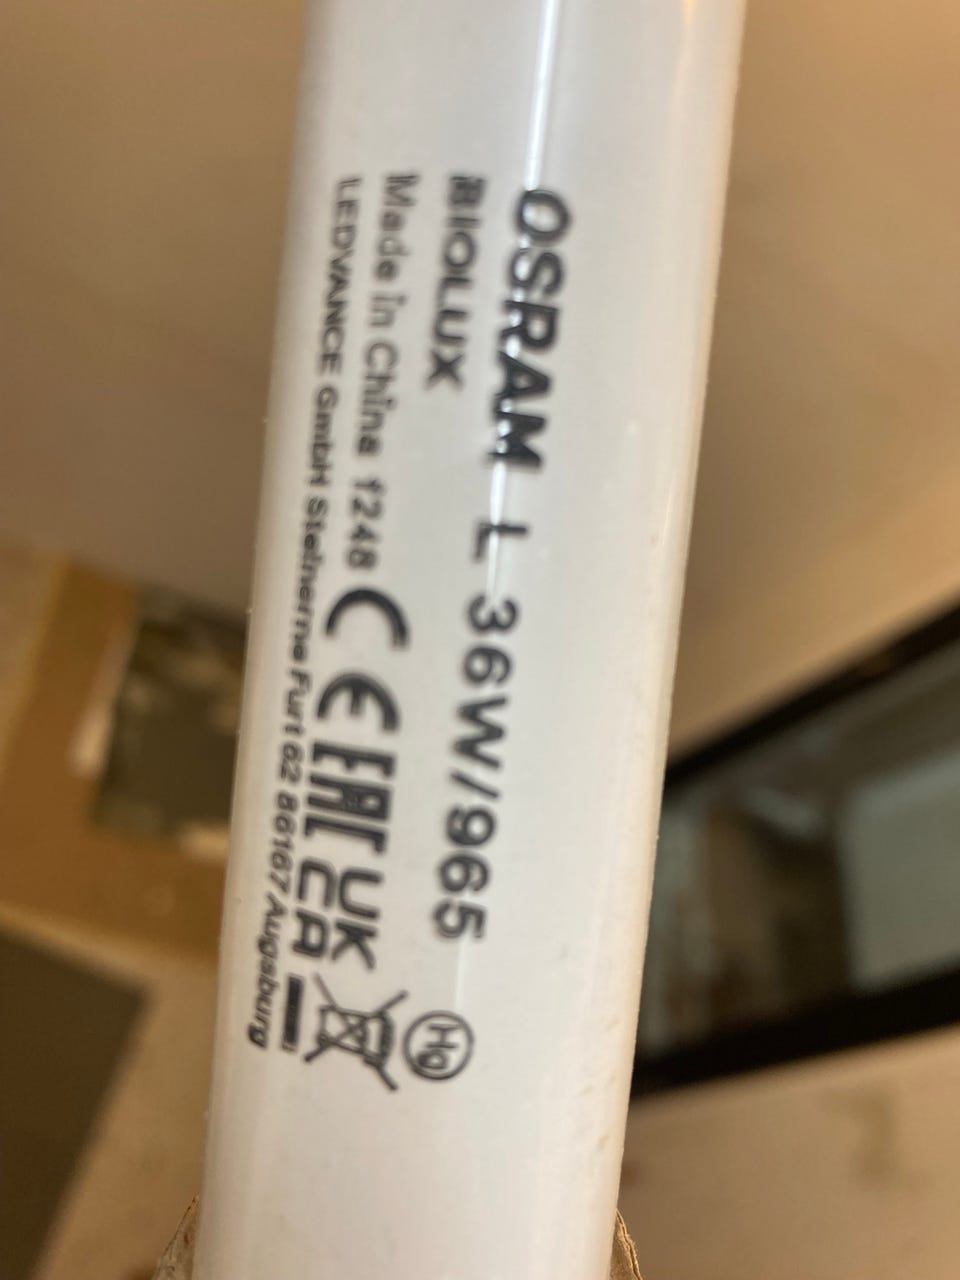 OSRAM L 36W/965 Hg
BIOLUX
Made in China 1248 CE EAC UK CA
LEDVANCE GmbH Steinerne Furt 62 86167 Augsburg